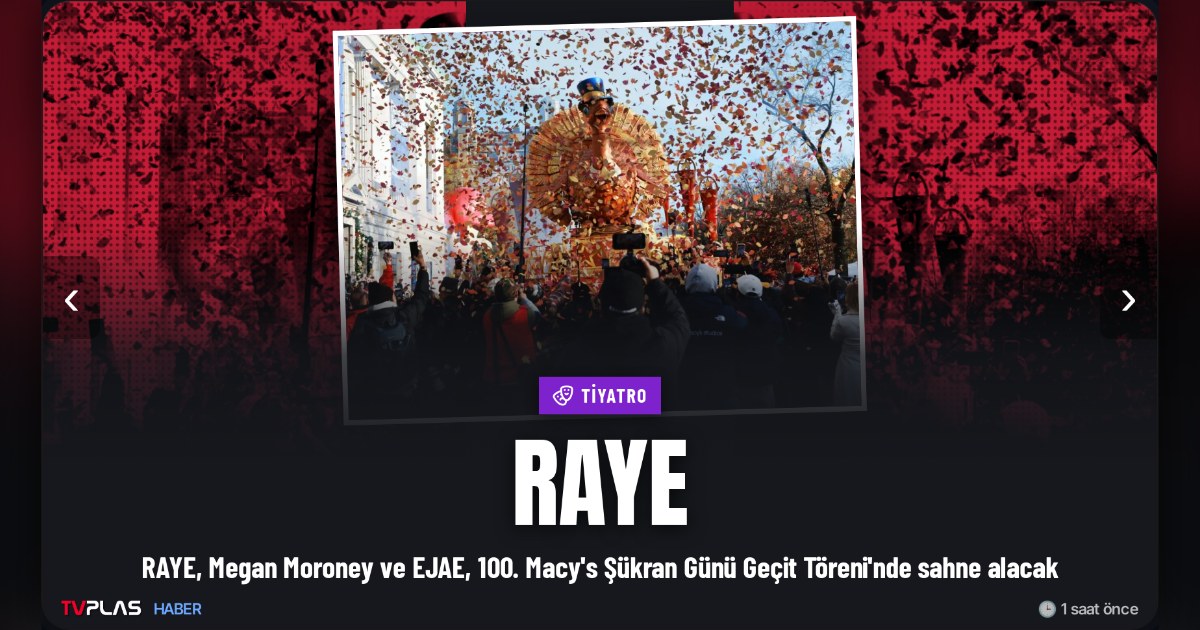 TİYATRO
RAYE
RAYE, Megan Moroney ve EJAE, 100. Macy's Şükran Günü Geçit Töreni'nde sahne alacak
TVPLAS HABER
1 saat önce